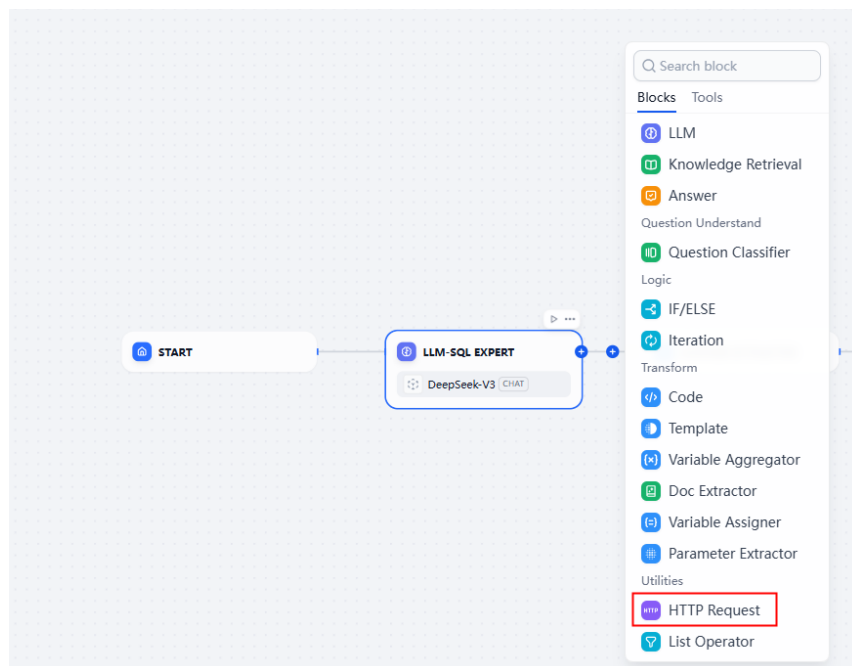 Search block
Blocks Tools
LLM
Knowledge Retrieval
Answer
Question Understand
Question Classifier
Logic
IF/ELSE
Iteration
Transform
Code
Template
Variable Aggregator
Doc Extractor
Variable Assigner
Parameter Extractor
Utilities
HTTP HTTP Request
List Operator
START
LLM-SQL EXPERT
DeepSeek-V3 CHAT